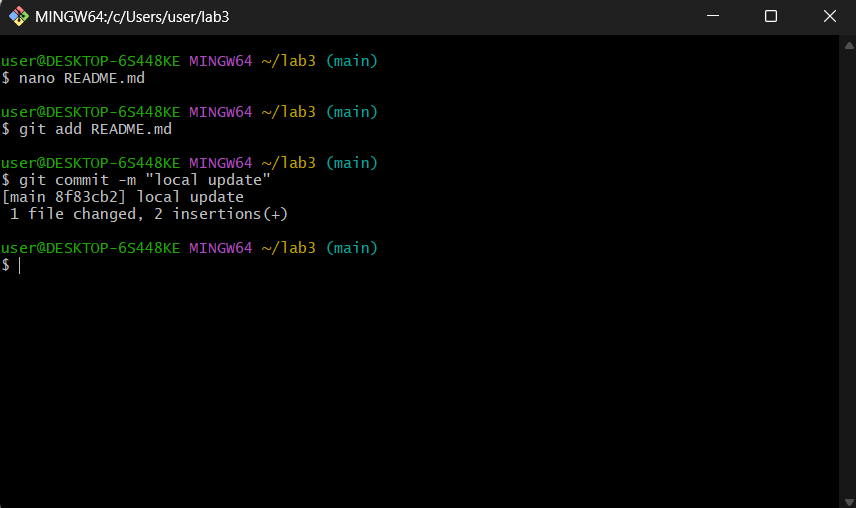 MINGW64:/c/Users/user/lab3
user@DESKTOP-6S448KE MINGW64 ~/lab3 (main)
$ nano README.md
user@DESKTOP-6S448KE MINGW64 ~/lab3 (main)
$ git add README.md
user@DESKTOP-6S448KE MINGW64 ~/lab3 (main)
$ git commit -m "local update"
[main 8f83cb2] local update
 1 file changed, 2 insertions(+)
user@DESKTOP-6S448KE MINGW64 ~/lab3 (main)
$